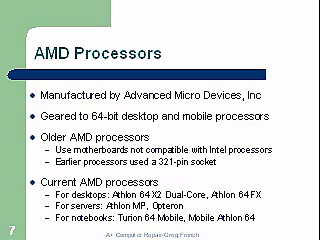 AMD Processors
• Manufactured by Advanced Micro Devices, Inc
• Geared to 64-bit desktop and mobile processors
• Older AMD processors
– Use motherboards not compatible with Intel processors
– Earlier processors used a 321-pin socket
• Current AMD processors
– For desktops: Athlon 64 X2 Dual-Core, Athlon 64 FX
– For servers: Athlon MP, Opteron
– For notebooks: Turion 64 Mobile, Mobile Athlon 64
7
A+ Computer Repair-Greg French